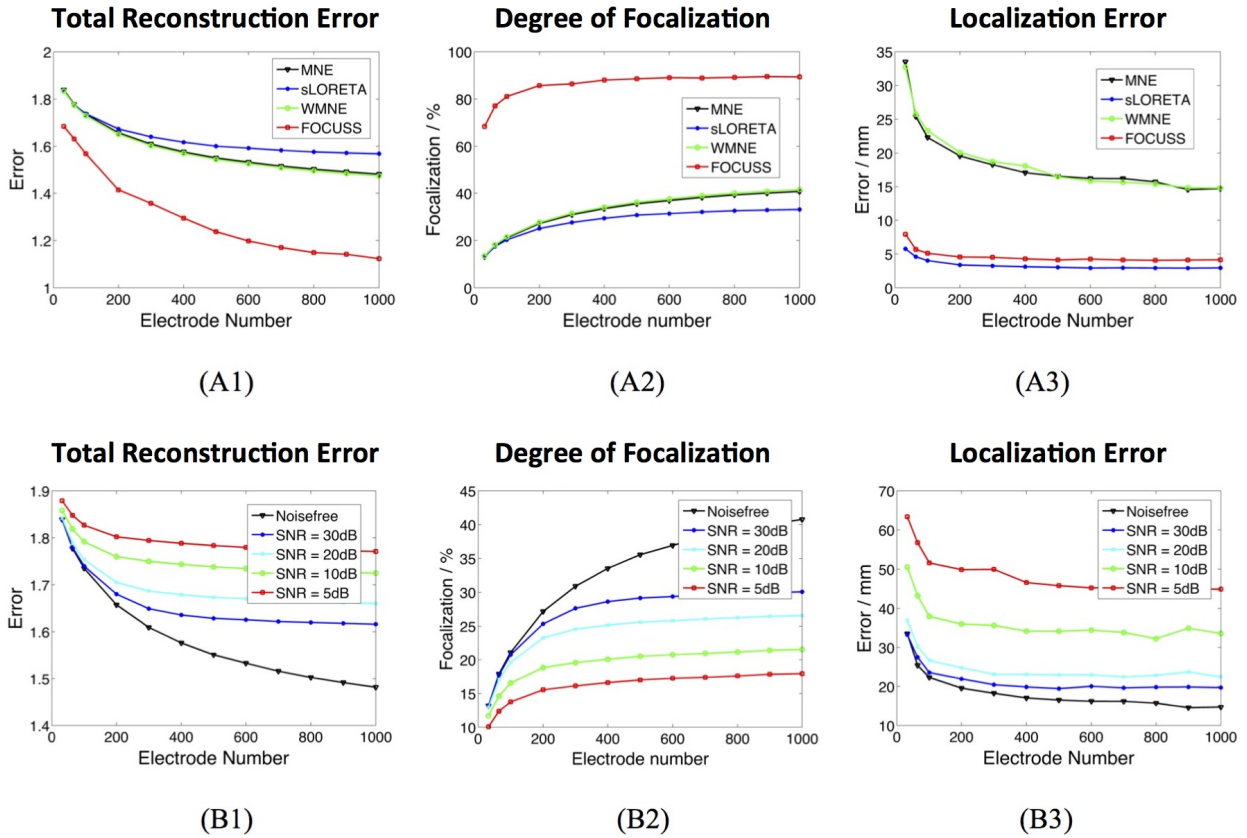 Total Reconstruction Error
2
1.8
1.6
1.4
1.2
1
Error
0 200 400 600 800 1000
Electrode Number
MNE
sLORETA
WMNE
FOCUSS
(A1)
Degree of Focalization
100
80
60
40
20
0
Focalization / %
0 200 400 600 800 1000
Electrode number
MNE
sLORETA
WMNE
FOCUSS
(A2)
Localization Error
35
30
25
20
15
10
5
0
Error / mm
0 200 400 600 800 1000
Electrode Number
MNE
sLORETA
WMNE
FOCUSS
(A3)
Total Reconstruction Error
1.9
1.8
1.7
1.6
1.5
1.4
Error
0 200 400 600 800 1000
Electrode Number
Noisefree
SNR = 30dB
SNR = 20dB
SNR = 10dB
SNR = 5dB
(B1)
Degree of Focalization
45
40
35
30
25
20
15
10
Focalization / %
0 200 400 600 800 1000
Electrode number
Noisefree
SNR = 30dB
SNR = 20dB
SNR = 10dB
SNR = 5dB
(B2)
Localization Error
70
60
50
40
30
20
10
Error / mm
0 200 400 600 800 1000
Electrode Number
Noisefree
SNR = 30dB
SNR = 20dB
SNR = 10dB
SNR = 5dB
(B3)